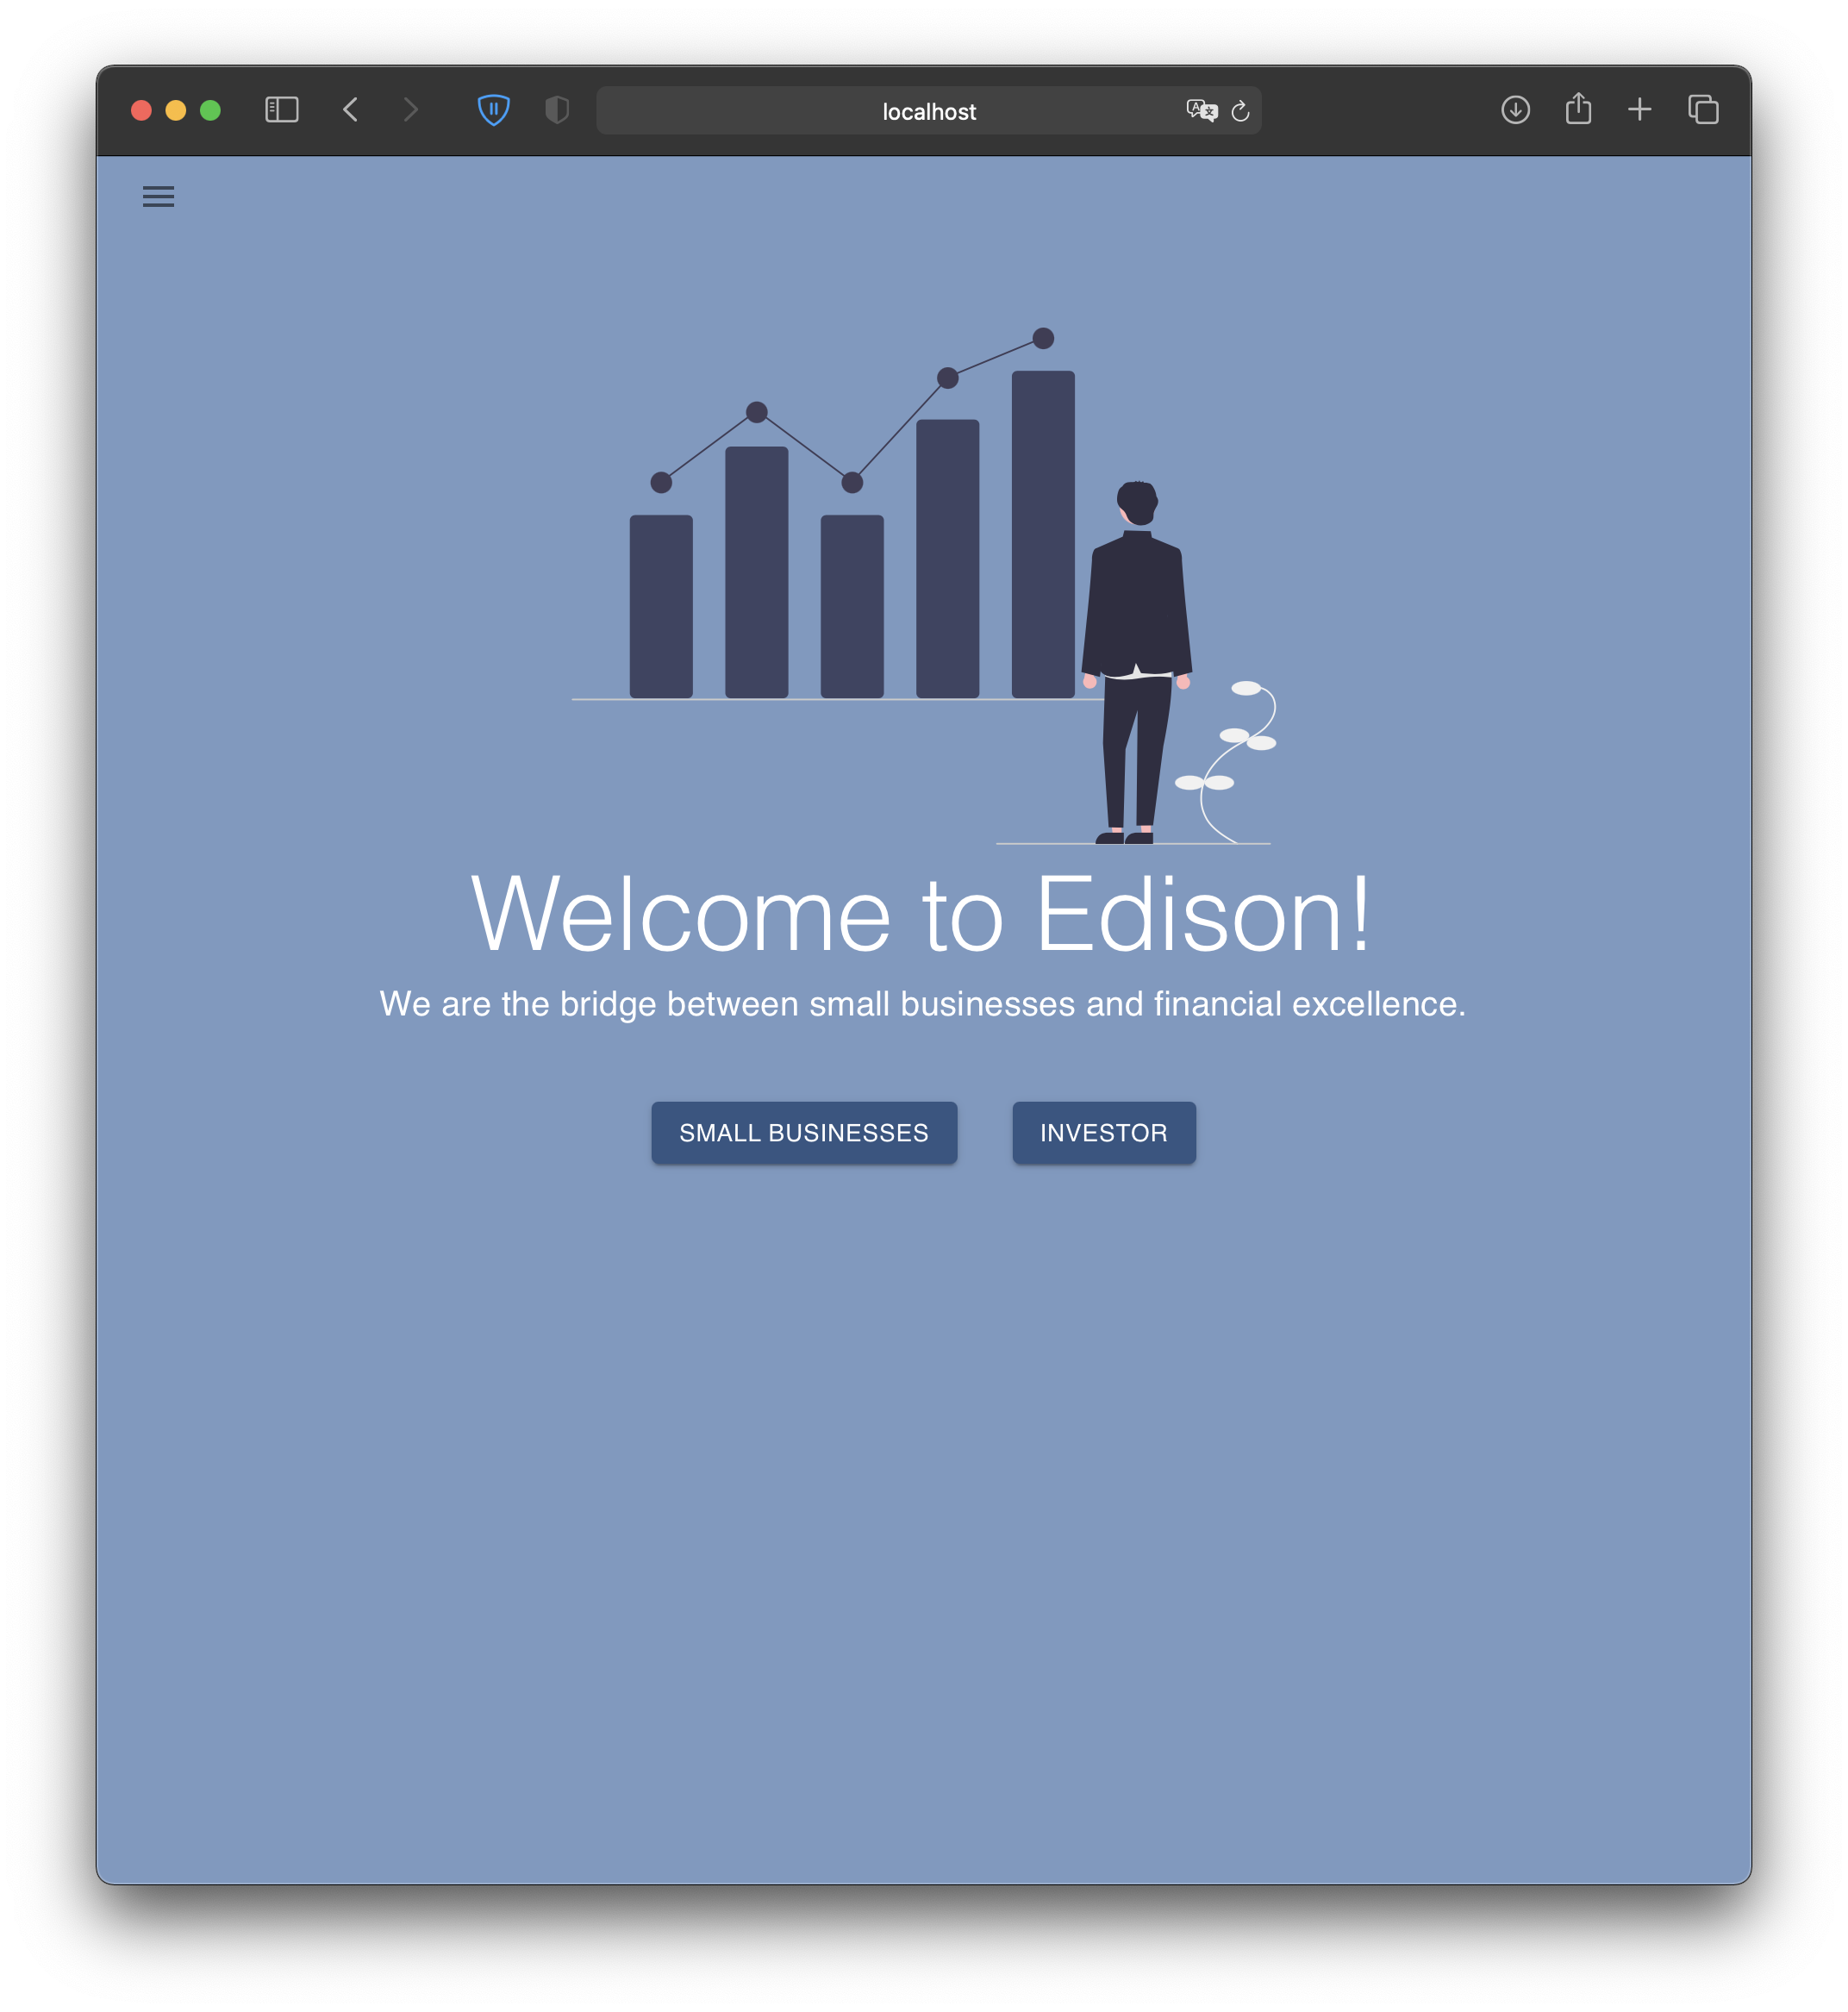 localhost
Welcome to Edison!
We are the bridge between small businesses and financial excellence.
SMALL BUSINESSES
INVESTOR